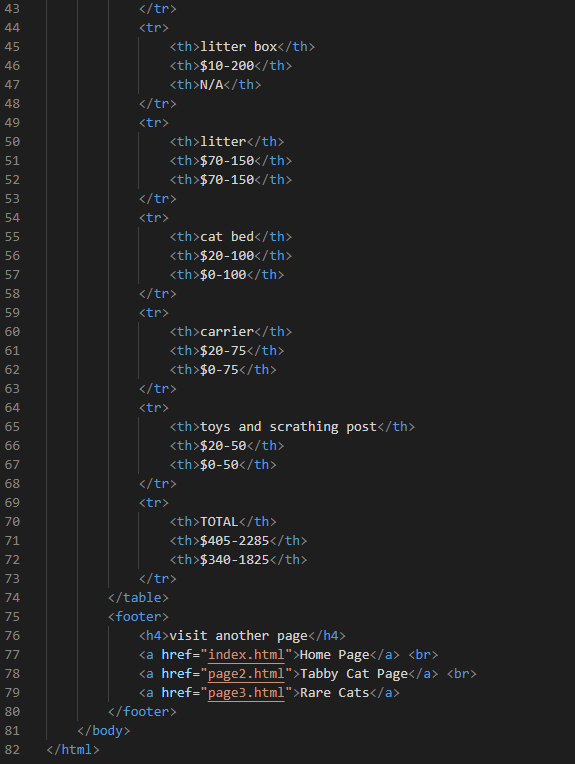 43 </tr>
44 <tr>
45 <th>litter box</th>
46 <th>$10-200</th>
47 <th>N/A</th>
48 </tr>
49 <tr>
50 <th>litter</th>
51 <th>$70-150</th>
52 <th>$70-150</th>
53 </tr>
54 <tr>
55 <th>cat bed</th>
56 <th>$20-100</th>
57 <th>$0-100</th>
58 </tr>
59 <tr>
60 <th>carrier</th>
61 <th>$20-75</th>
62 <th>$0-75</th>
63 </tr>
64 <tr>
65 <th>toys and scrathing post</th>
66 <th>$20-50</th>
67 <th>$0-50</th>
68 </tr>
69 <tr>
70 <th>TOTAL</th>
71 <th>$405-2285</th>
72 <th>$340-1825</th>
73 </tr>
74 </table>
75 <footer>
76 <h4>visit another page</h4>
77 <a href="index.html">Home Page</a> <br>
78 <a href="page2.html">Tabby Cat Page</a> <br>
79 <a href="page3.html">Rare Cats</a>
80 </footer>
81 </body>
82 </html>